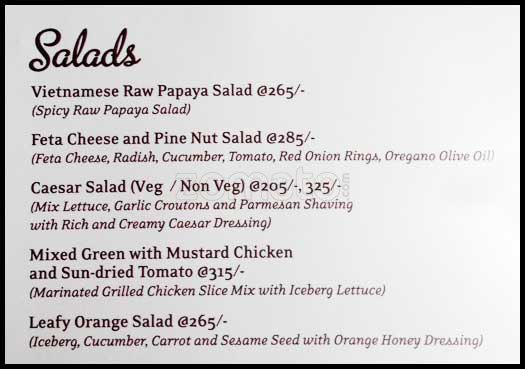 Salads
Vietnamese Raw Papaya Salad @265/-
(Spicy Raw Papaya Salad)
Feta Cheese and Pine Nut Salad @285/-
(Feta Cheese, Radish, Cucumber, Tomato, Red Onion Rings, Oregano Olive Oil)
Caesar Salad (Veg / Non Veg) @205/-, 325/-
zomato.com
(Mix Lettuce, Garlic Croutons and Parmesan Shaving
with Rich and Creamy Caesar Dressing)
Mixed Green with Mustard Chicken
and Sun-dried Tomato @315/-
(Marinated Grilled Chicken Slice Mix with Iceberg Lettuce)
Leafy Orange Salad @265/-
(Iceberg, Cucumber, Carrot and Sesame Seed with Orange Honey Dressing)